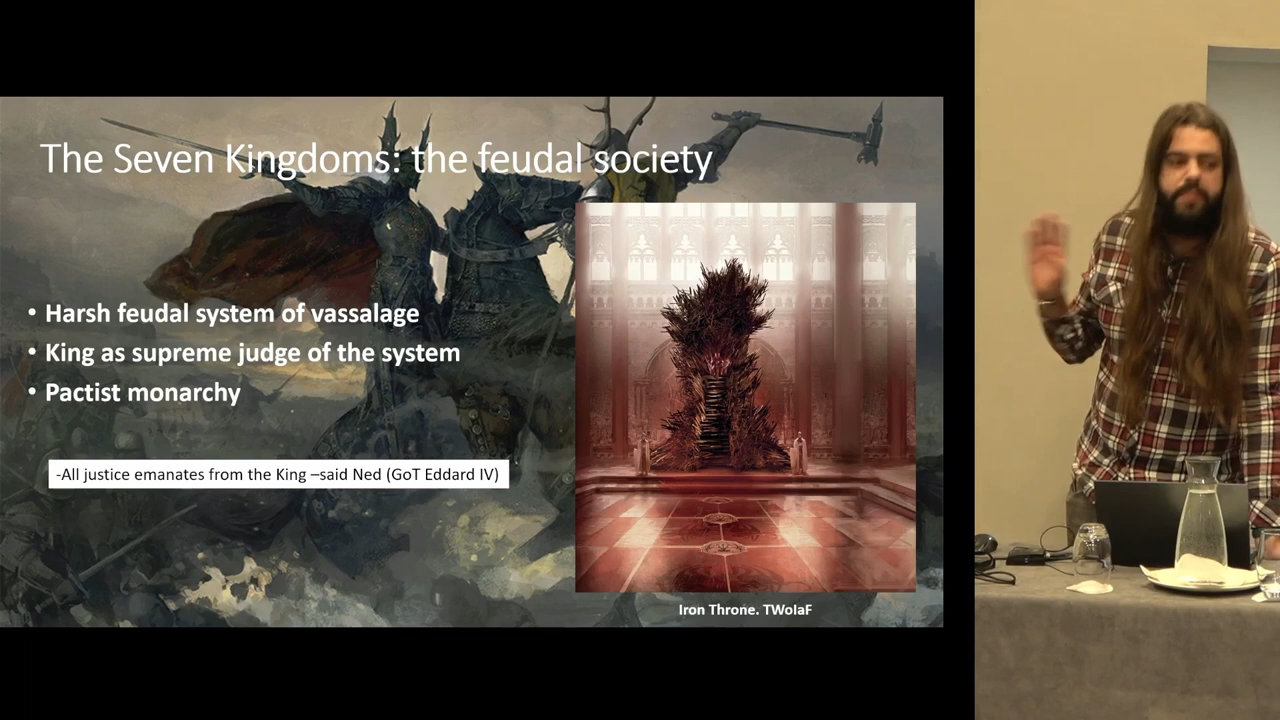 The Seven Kingdoms: the feudal society
• Harsh feudal system of vassalage
• King as supreme judge of the system
• Pactist monarchy
-All justice emanates from the King –said Ned (GoT Eddard IV)
Iron Throne. TWoIaF